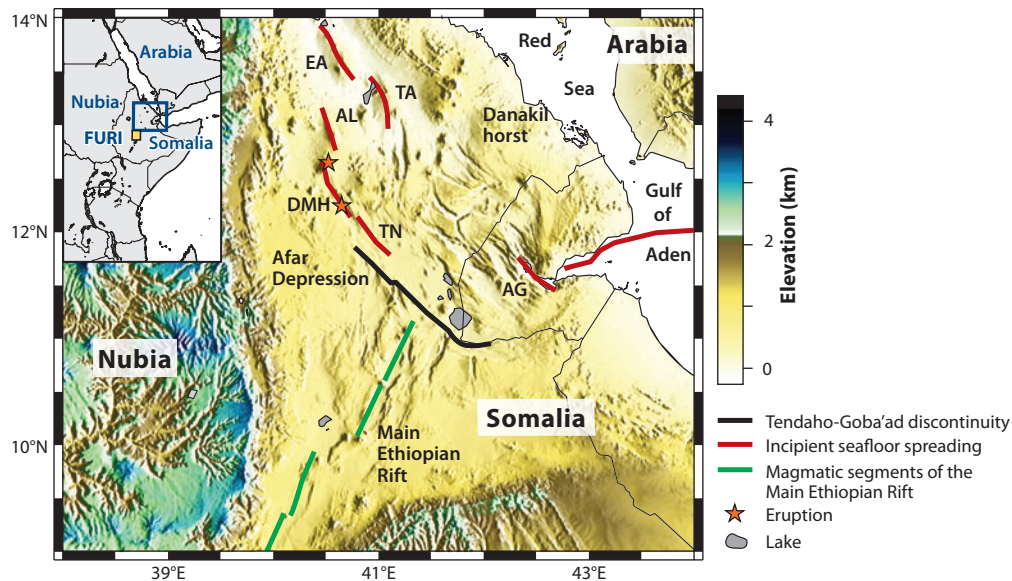 14°N
12°N
10°N
39°E
41°E
43°E
Arabia
Nubia
FURI
Somalia
EA
TA
AL
DMH
TN
Afar
Depression
AG
Red
Sea
Arabia
Danakil
horst
Gulf
of
Aden
Nubia
Main
Ethiopian
Rift
Somalia
4
2
0
Elevation (km)
Tendaho-Goba'ad discontinuity
Incipient seafloor spreading
Magmatic segments of the
Main Ethiopian Rift
Eruption
Lake